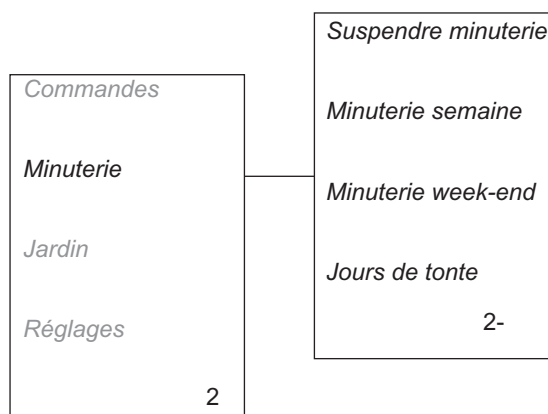 Commandes
Minuterie
Jardin
Réglages
2
Suspendre minuterie
Minuterie semaine
Minuterie week-end
Jours de tonte
2-